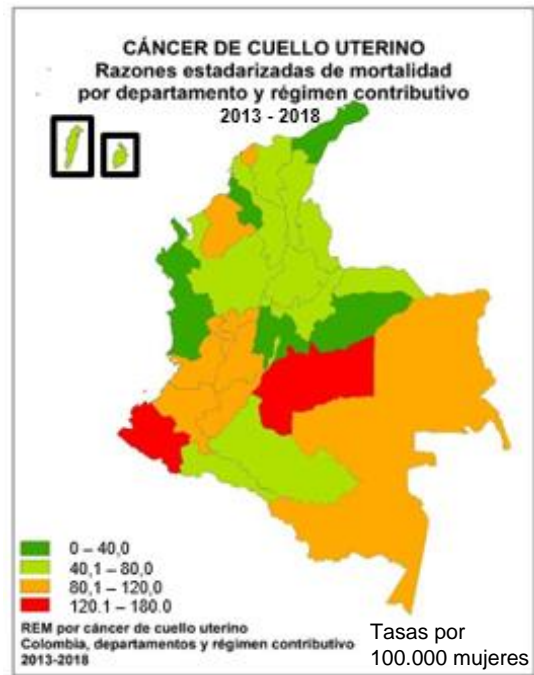 CÁNCER DE CUELLO UTERINO
Razones estadarizadas de mortalidad
por departamento y régimen contributivo
2013 - 2018
0 – 40,0
40,1 – 80,0
80,1 – 120,0
120.1 – 180.0
REM por cáncer de cuello uterino
Colombia, departamentos y régimen contributivo
2013-2018
Tasas por
100.000 mujeres